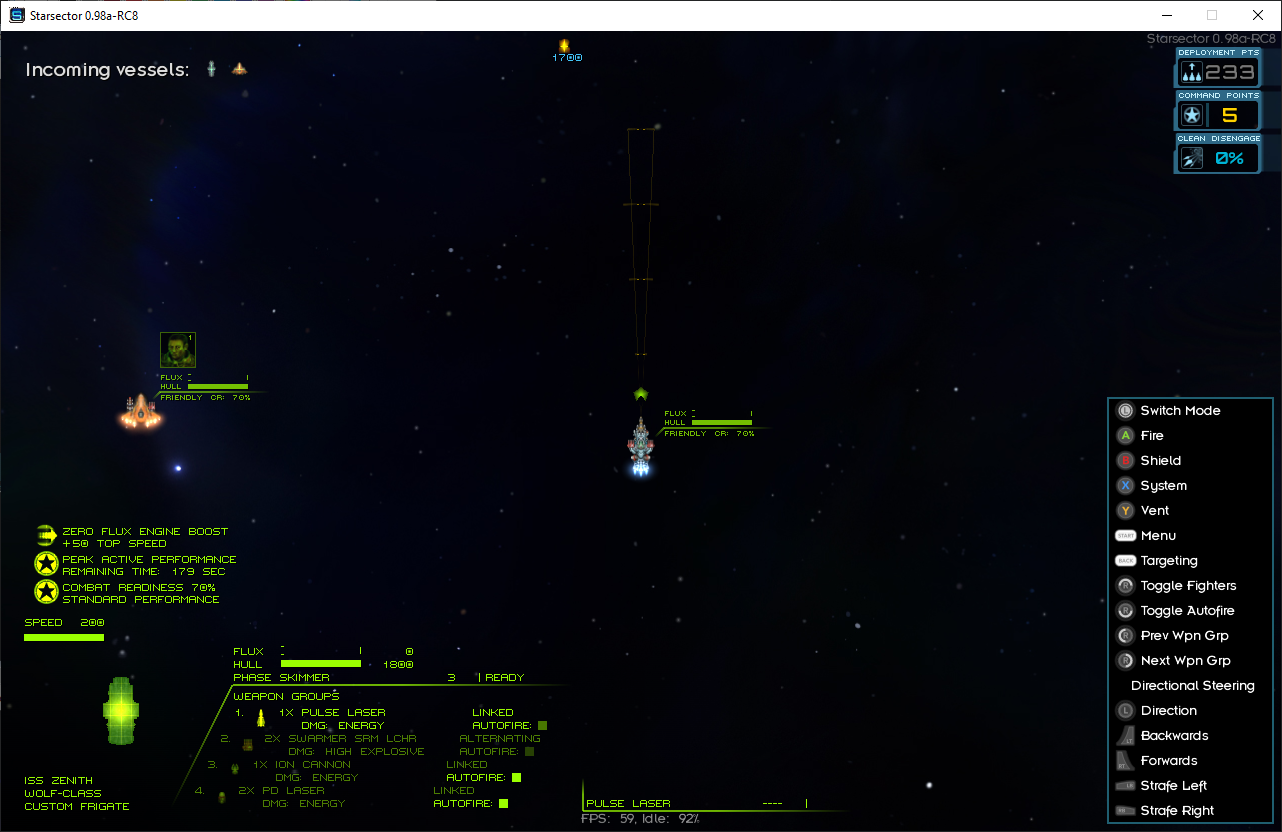 Starsector 0.98a-RC8
Starsector 0.98a-RC8
Incoming vessels:
1700
DEPLOYMENT PTS
233
COMMAND POINTS
5
CLEAN DISENGAGE
0%
1
FLUX
HULL
FRIENDLY CR: 70%
FLUX
HULL
FRIENDLY CR: 70%
ZERO FLUX ENGINE BOOST
+50 TOP SPEED
PEAK ACTIVE PERFORMANCE
REMAINING TIME: 179 SEC
COMBAT READINESS 70%
STANDARD PERFORMANCE
SPEED 200
ISS ZENITH
WOLF-CLASS
CUSTOM FRIGATE
FLUX 0
HULL 1800
PHASE SKIMMER 3 | READY
WEAPON GROUPS
1. 1X PULSE LASER LINKED
DMG: ENERGY AUTOFIRE:
2. 2X SWARMER SRM LCHR ALTERNATING
DMG: HIGH EXPLOSIVE AUTOFIRE:
3. 1X ION CANNON LINKED
DMG: ENERGY AUTOFIRE:
4. 2X PD LASER LINKED
DMG: ENERGY AUTOFIRE:
PULSE LASER ---- |
FPS: 59, Idle: 92%
L Switch Mode
A Fire
B Shield
X System
Y Vent
START Menu
BACK Targeting
R Toggle Fighters
R Toggle Autofire
R Prev Wpn Grp
R Next Wpn Grp
Directional Steering
L Direction
LT Backwards
RT Forwards
LB Strafe Left
RB Strafe Right